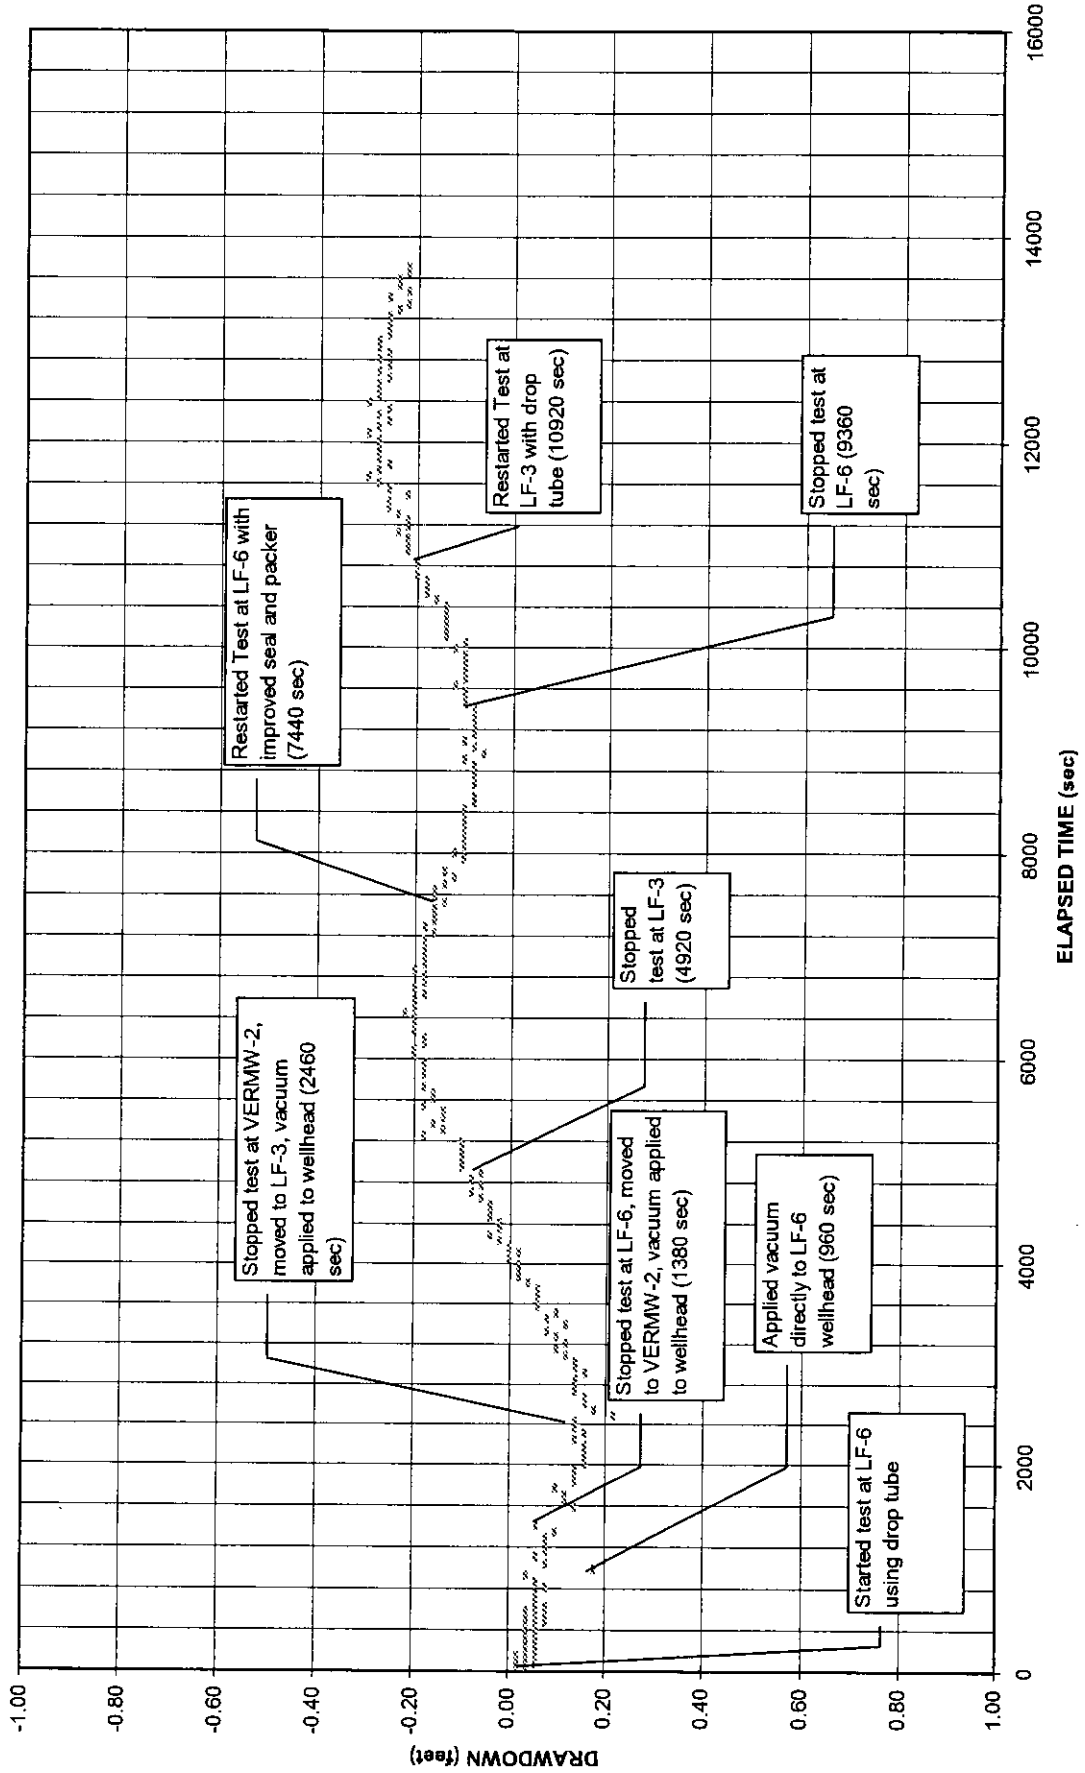 -1.00
-0.80
-0.60
-0.40
-0.20
0.00
0.20
0.40
0.60
0.80
1.00
DRAWDOWN (feet)
0
2000
4000
6000
8000
10000
12000
14000
16000
ELAPSED TIME (sec)
Started test at LF-6
using drop tube
Applied vacuum
directly to LF-6
wellhead (960 sec)
Stopped test at LF-6, moved
to VERMW-2, vacuum applied
to wellhead (1380 sec)
Stopped test at VERMW-2,
moved to LF-3, vacuum
applied to wellhead (2460
sec)
Stopped
test at LF-3
(4920 sec)
Restarted Test at LF-6 with
improved seal and packer
(7440 sec)
Stopped test at
LF-6 (9360
sec)
Restarted Test at
LF-3 with drop
tube (10920 sec)